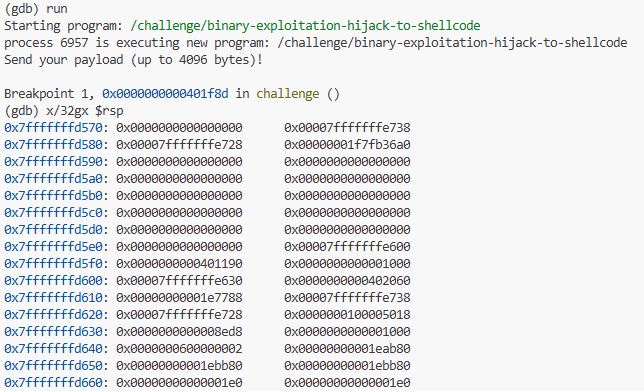 (gdb) run
Starting program: /challenge/binary-exploitation-hijack-to-shellcode
process 6957 is executing new program: /challenge/binary-exploitation-hijack-to-shellcode
Send your payload (up to 4096 bytes)!
Breakpoint 1, 0x0000000000401f8d in challenge ()
(gdb) x/32gx $rsp
0x7fffffffd570: 0x0000000000000000 0x00007fffffffe738
0x7fffffffd580: 0x00007fffffffe728 0x00000001f7fb36a0
0x7fffffffd590: 0x0000000000000000 0x0000000000000000
0x7fffffffd5a0: 0x0000000000000000 0x0000000000000000
0x7fffffffd5b0: 0x0000000000000000 0x0000000000000000
0x7fffffffd5c0: 0x0000000000000000 0x0000000000000000
0x7fffffffd5d0: 0x0000000000000000 0x0000000000000000
0x7fffffffd5e0: 0x0000000000000000 0x00007fffffffe600
0x7fffffffd5f0: 0x0000000000401190 0x0000000000001000
0x7fffffffd600: 0x00007fffffffe630 0x0000000000402060
0x7fffffffd610: 0x00000000001e7788 0x00007fffffffe738
0x7fffffffd620: 0x00007fffffffe728 0x0000000100005018
0x7fffffffd630: 0x0000000000008ed8 0x0000000000001000
0x7fffffffd640: 0x0000000600000002 0x00000000001eab80
0x7fffffffd650: 0x00000000001ebb80 0x00000000001ebb80
0x7fffffffd660: 0x00000000000001e0 0x00000000000001e0